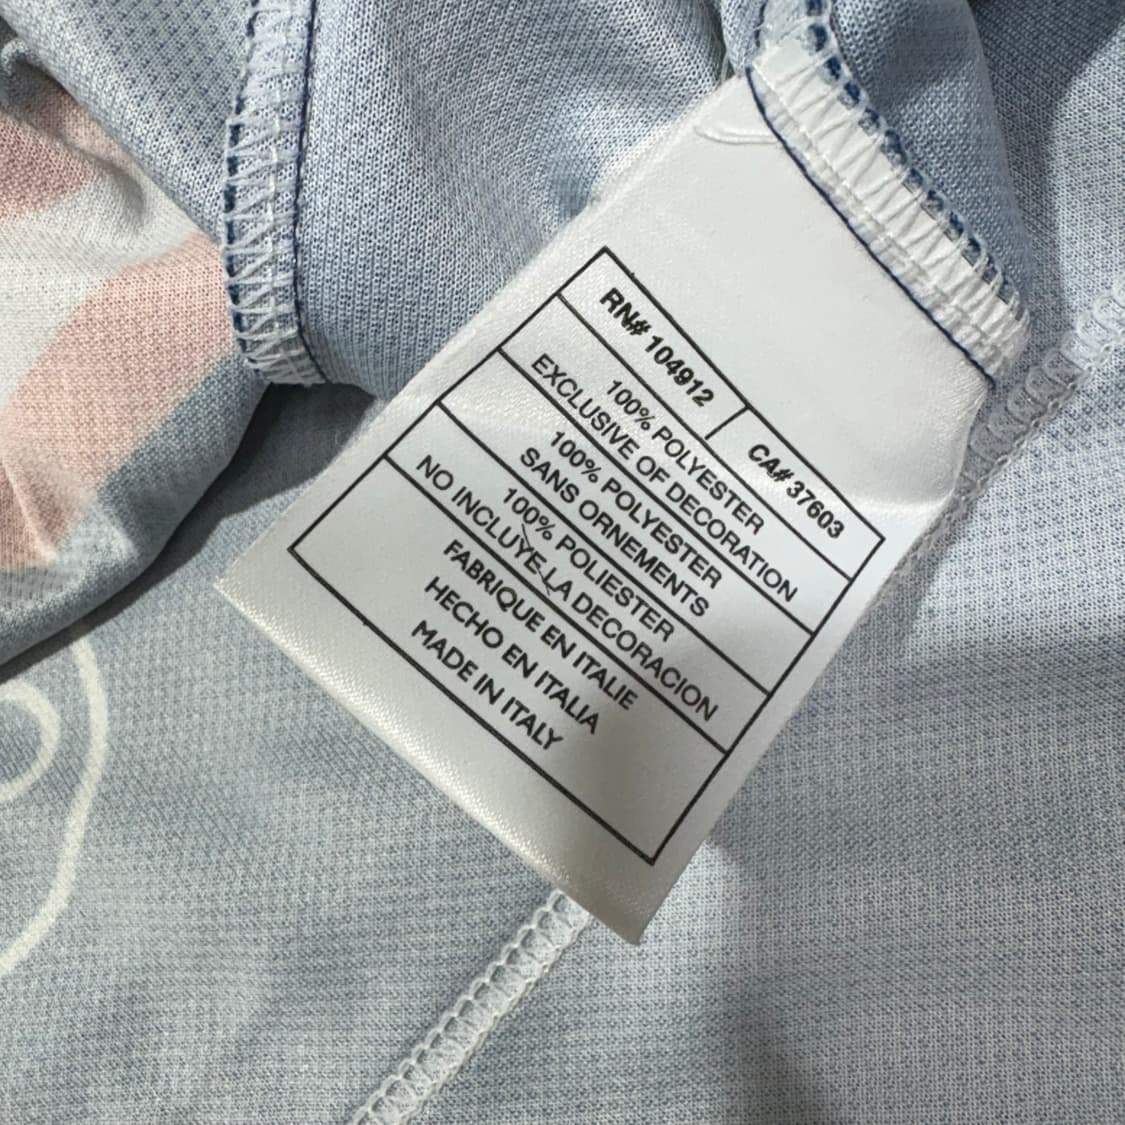 RN# 104912 CA# 37603
100% POLYESTER
EXCLUSIVE OF DECORATION
100% POLYESTER
SANS ORNEMENTS
100% POLIESTER
NO INCLUYE LA DECORACION
FABRIQUE EN ITALIE
HECHO EN ITALIA
MADE IN ITALY